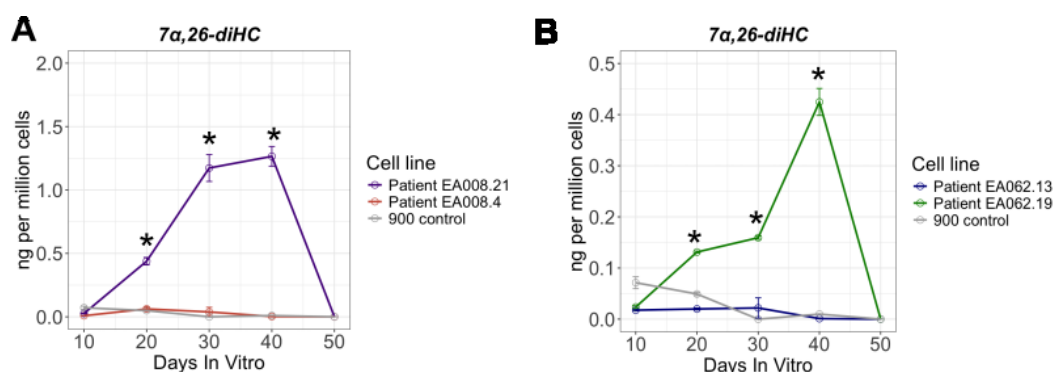 A
7α,26-diHC
ng per million cells
2.0
1.5
1.0
0.5
0.0
10 20 30 40 50
Days In Vitro
* * *
Cell line
Patient EA008.21
Patient EA008.4
900 control
B
7α,26-diHC
ng per million cells
0.5
0.4
0.3
0.2
0.1
0.0
10 20 30 40 50
Days In Vitro
* * *
Cell line
Patient EA062.13
Patient EA062.19
900 control